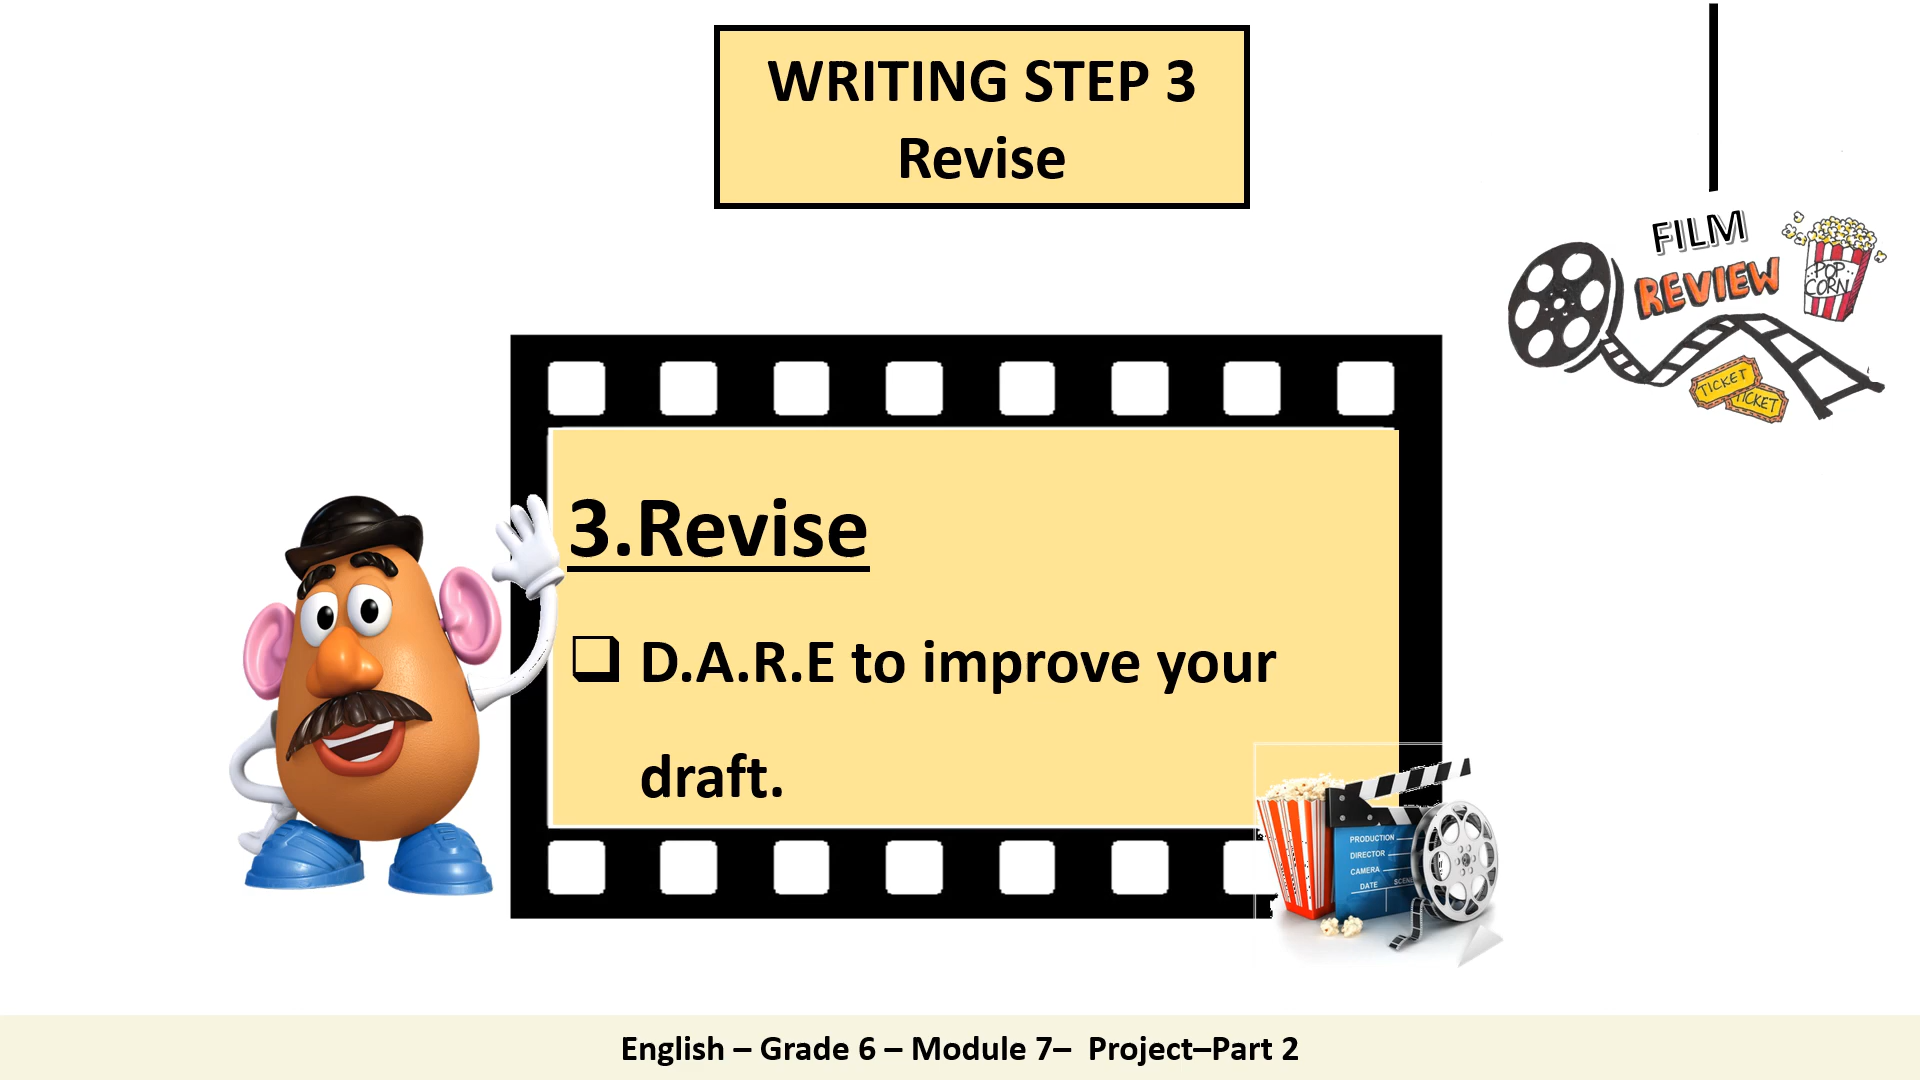 WRITING STEP 3
Revise
FILM
REVIEW
POP
CORN
TICKET
TICKET
3.Revise
❑ D.A.R.E to improve your
draft.
PRODUCTION
DIRECTOR
CAMERA
DATE
English – Grade 6 – Module 7– Project–Part 2